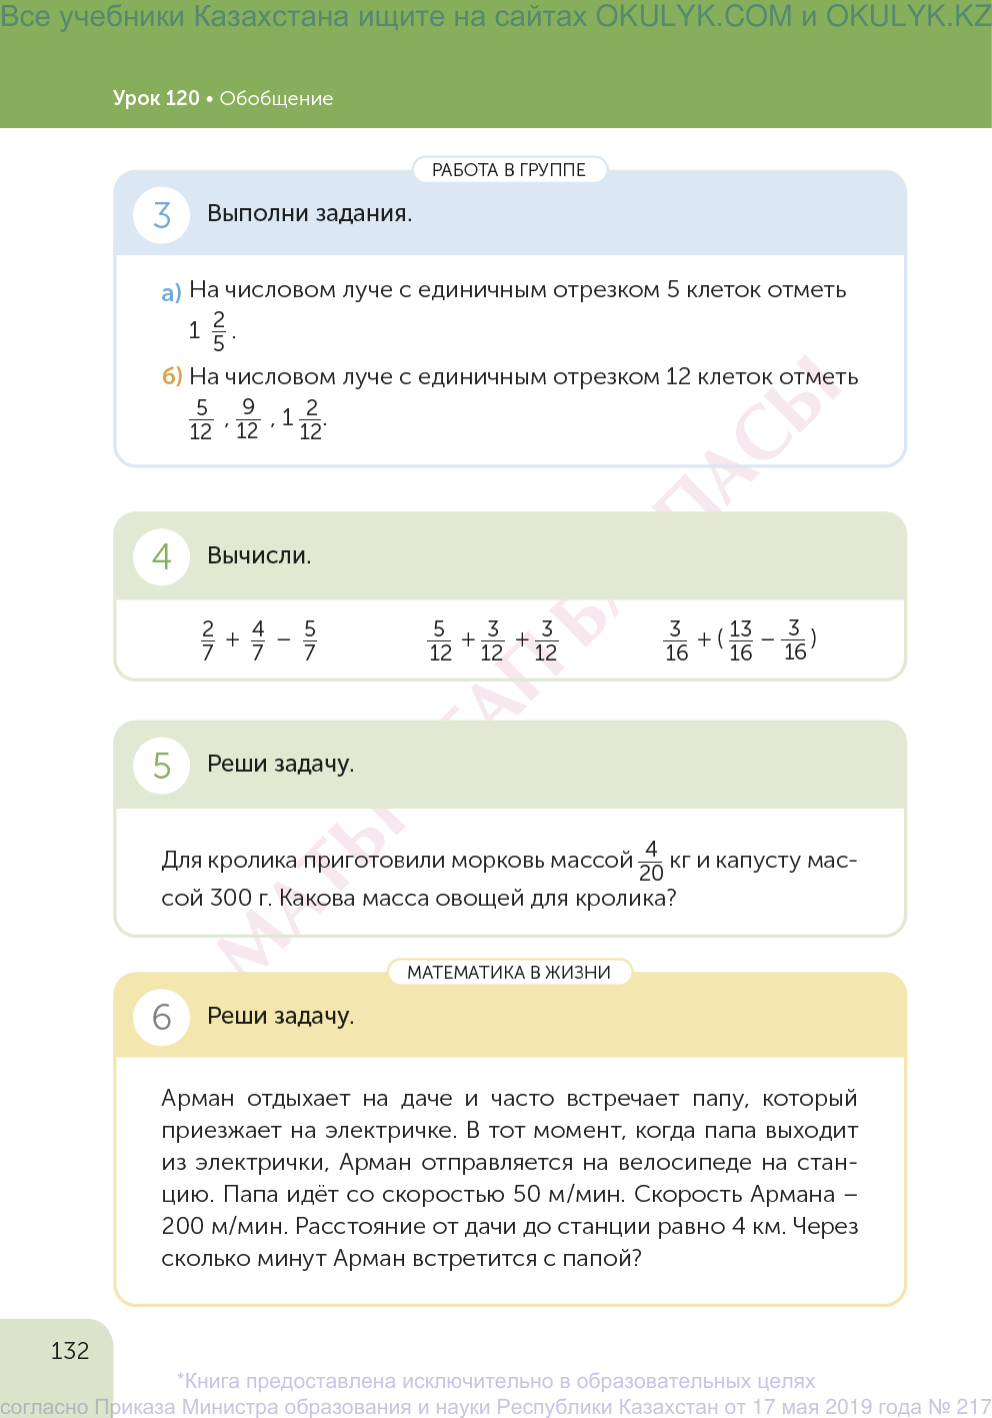 Все учебники Казахстана ищите на сайтах OKULYK.COM и OKULYK.KZ
Урок 120 • Обобщение
РАБОТА В ГРУППЕ
3 Выполни задания.
а) На числовом луче с единичным отрезком 5 клеток отметь
1 2/5.
б) На числовом луче с единичным отрезком 12 клеток отметь
5/12, 9/12, 1 2/12.
4 Вычисли.
2/7 + 4/7 – 5/7   5/12 + 3/12 + 3/12   3/16 + (13/16 – 3/16)
5 Реши задачу.
Для кролика приготовили морковь массой 4/20 кг и капусту мас-
сой 300 г. Какова масса овощей для кролика?
МАТЕМАТИКА В ЖИЗНИ
6 Реши задачу.
Арман отдыхает на даче и часто встречает папу, который
приезжает на электричке. В тот момент, когда папа выходит
из электрички, Арман отправляется на велосипеде на стан-
цию. Папа идёт со скоростью 50 м/мин. Скорость Армана –
200 м/мин. Расстояние от дачи до станции равно 4 км. Через
сколько минут Арман встретится с папой?
132
*Книга предоставлена исключительно в образовательных целях
согласно Приказа Министра образования и науки Республики Казахстан от 17 мая 2019 года № 217